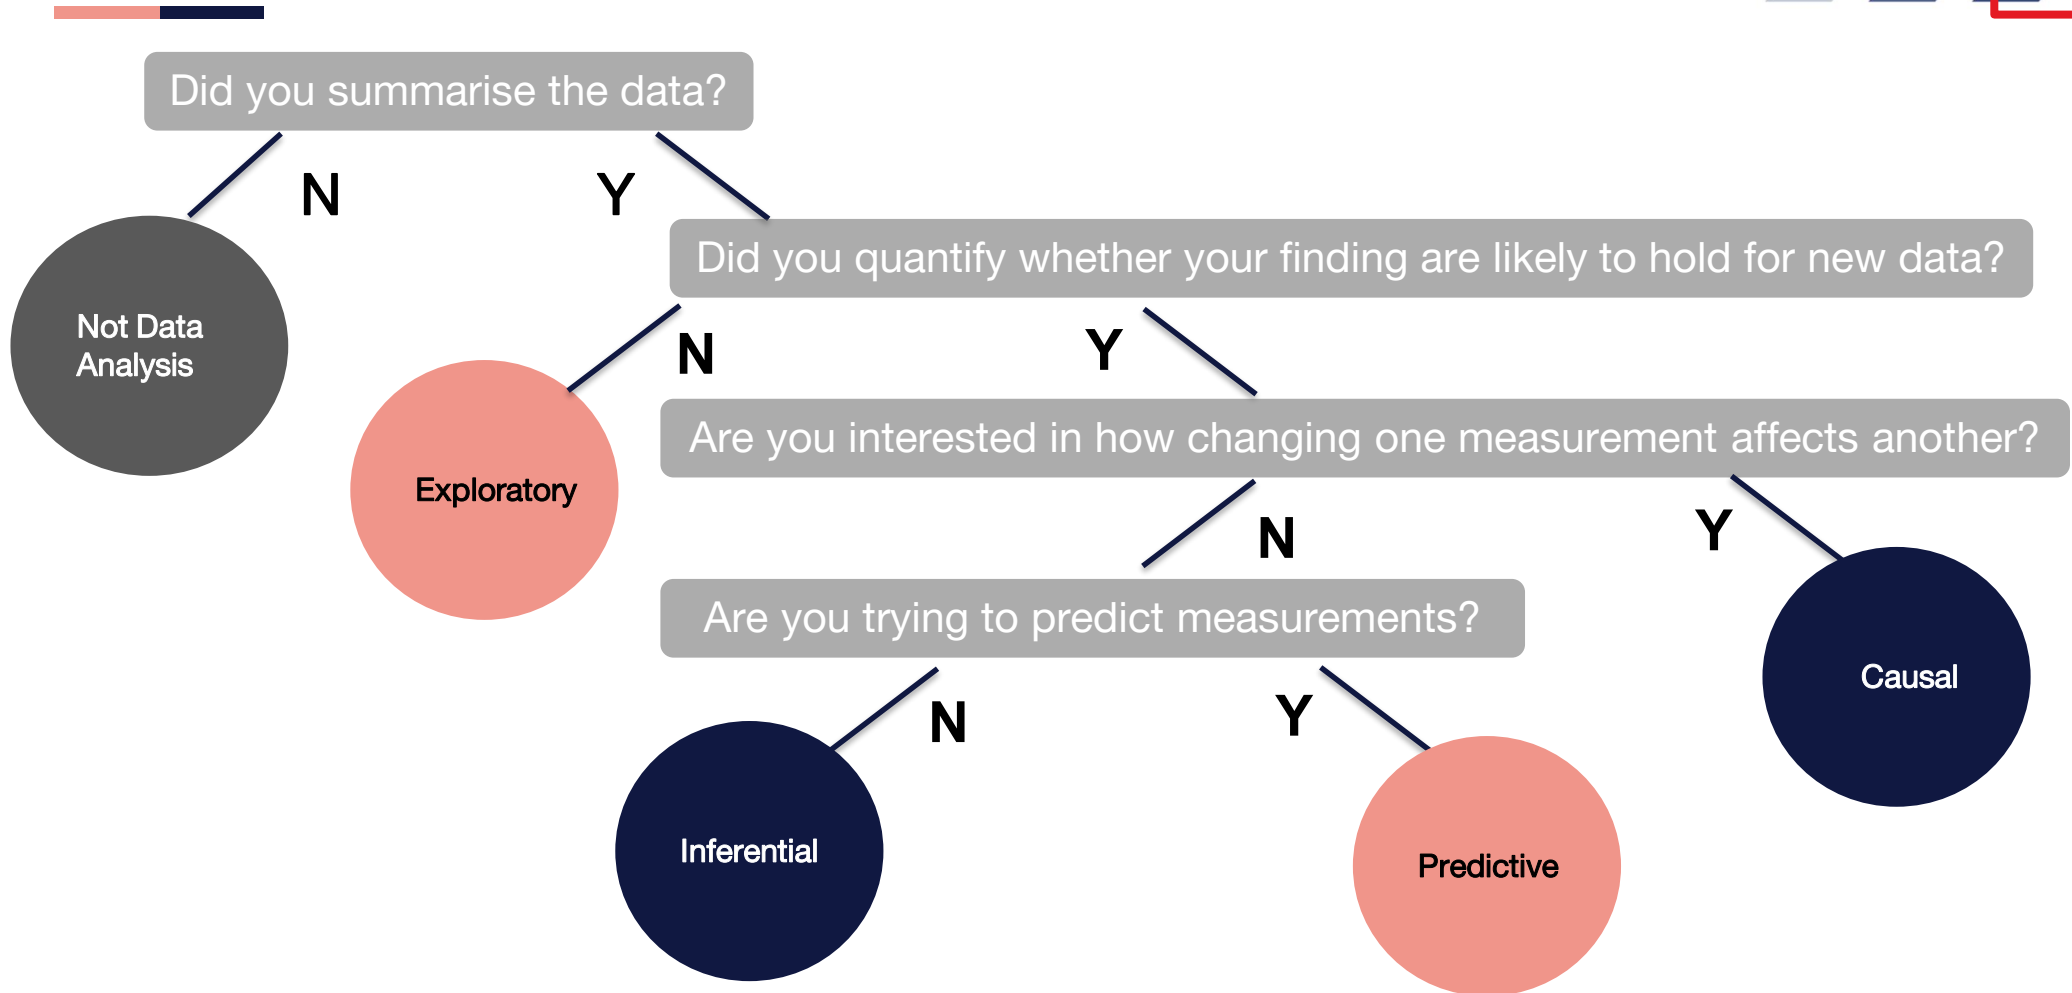 Did you summarise the data?
N
Y
Did you quantify whether your finding are likely to hold for new data?
Not Data
Analysis
N
Y
Are you interested in how changing one measurement affects another?
Exploratory
N
Y
Are you trying to predict measurements?
Causal
N
Y
Inferential
Predictive